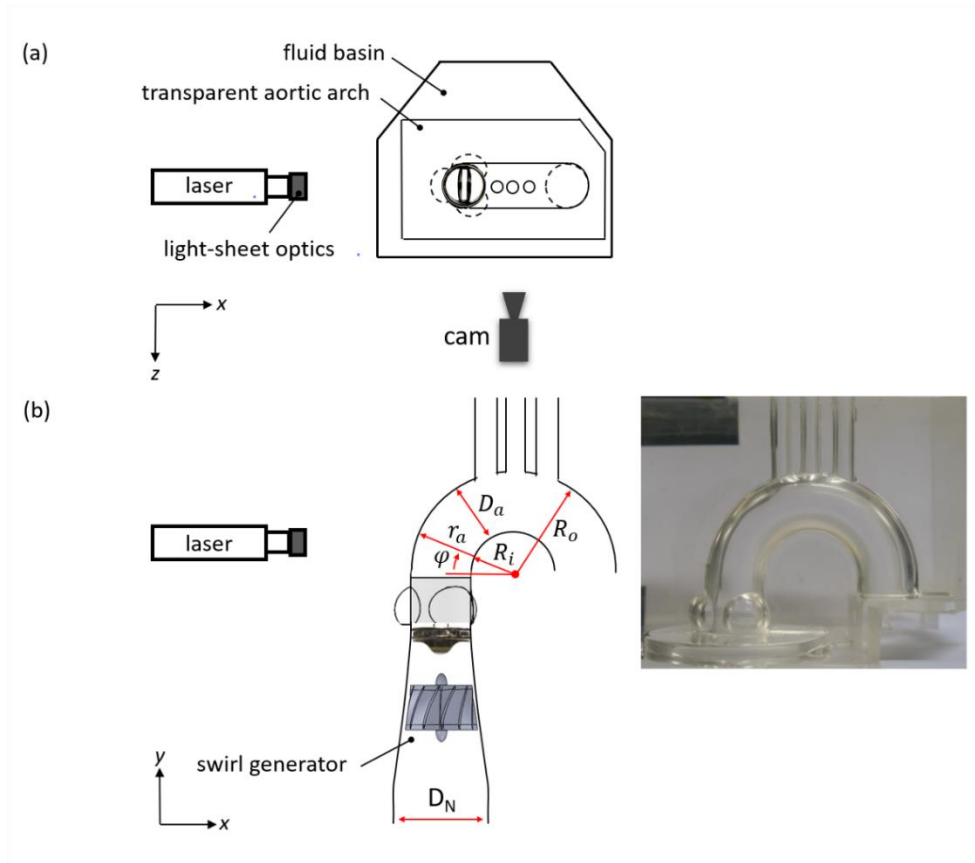 (a)
fluid basin
transparent aortic arch
laser
light-sheet optics
x
z
cam
(b)
laser
D_a
r_a
R_o
R_i
φ
swirl generator
D_N
y
x